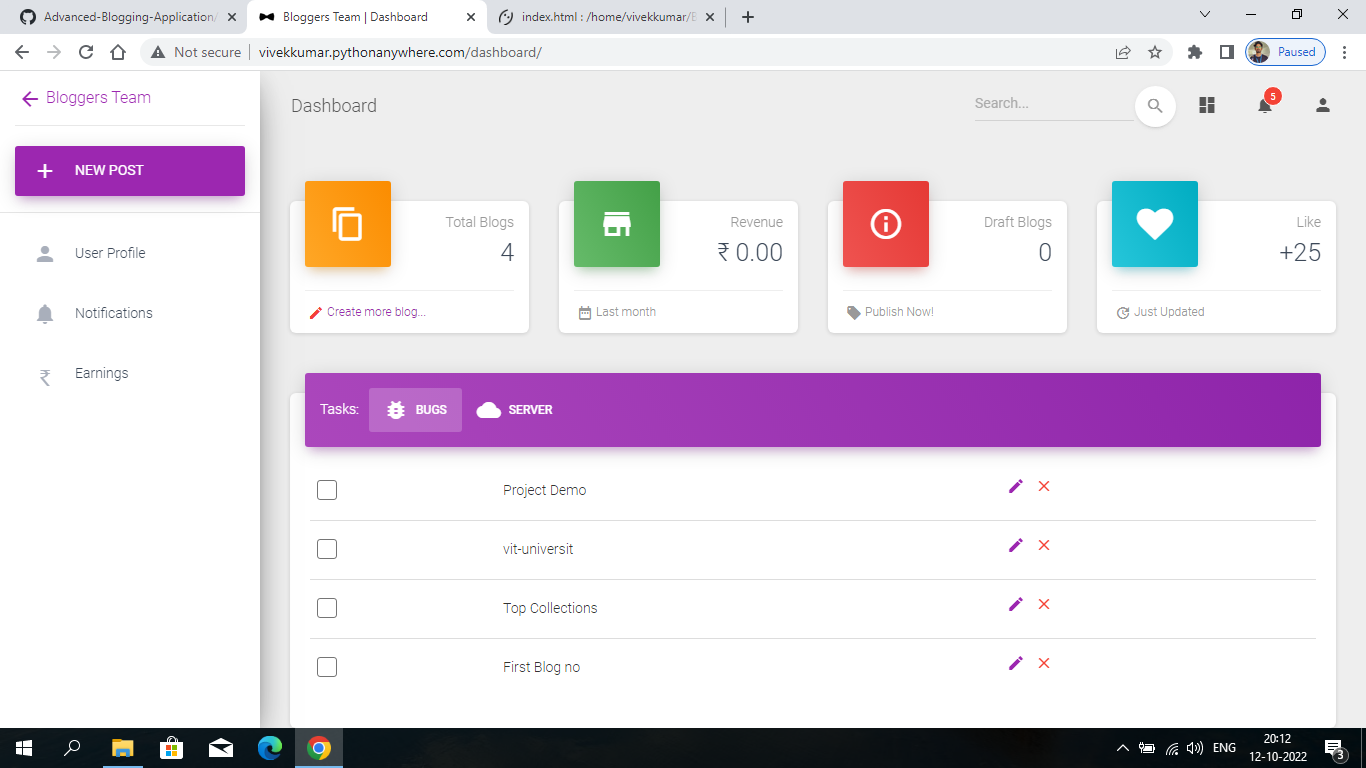 Advanced-Blogging-Application/
Bloggers Team | Dashboard
index.html : /home/vivekkumar/B
Not secure
vivekkumar.pythonanywhere.com/dashboard/
Paused
Bloggers Team
Dashboard
Search...
5
NEW POST
User Profile
Notifications
₹ Earnings
Total Blogs
4
Create more blog...
Revenue
₹ 0.00
Last month
Draft Blogs
0
Publish Now!
Like
+25
Just Updated
Tasks: BUGS SERVER
Project Demo
vit-universit
Top Collections
First Blog no
ENG
20:12
12-10-2022
3